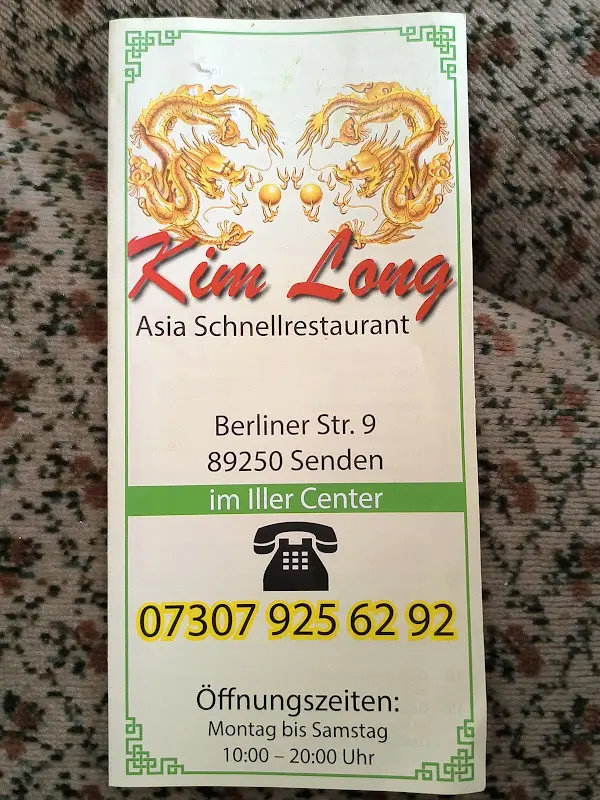 Kim Long
Asia Schnellrestaurant
Berliner Str. 9
89250 Senden
im Iller Center
07307 925 62 92
Öffnungszeiten:
Montag bis Samstag
10:00 – 20:00 Uhr